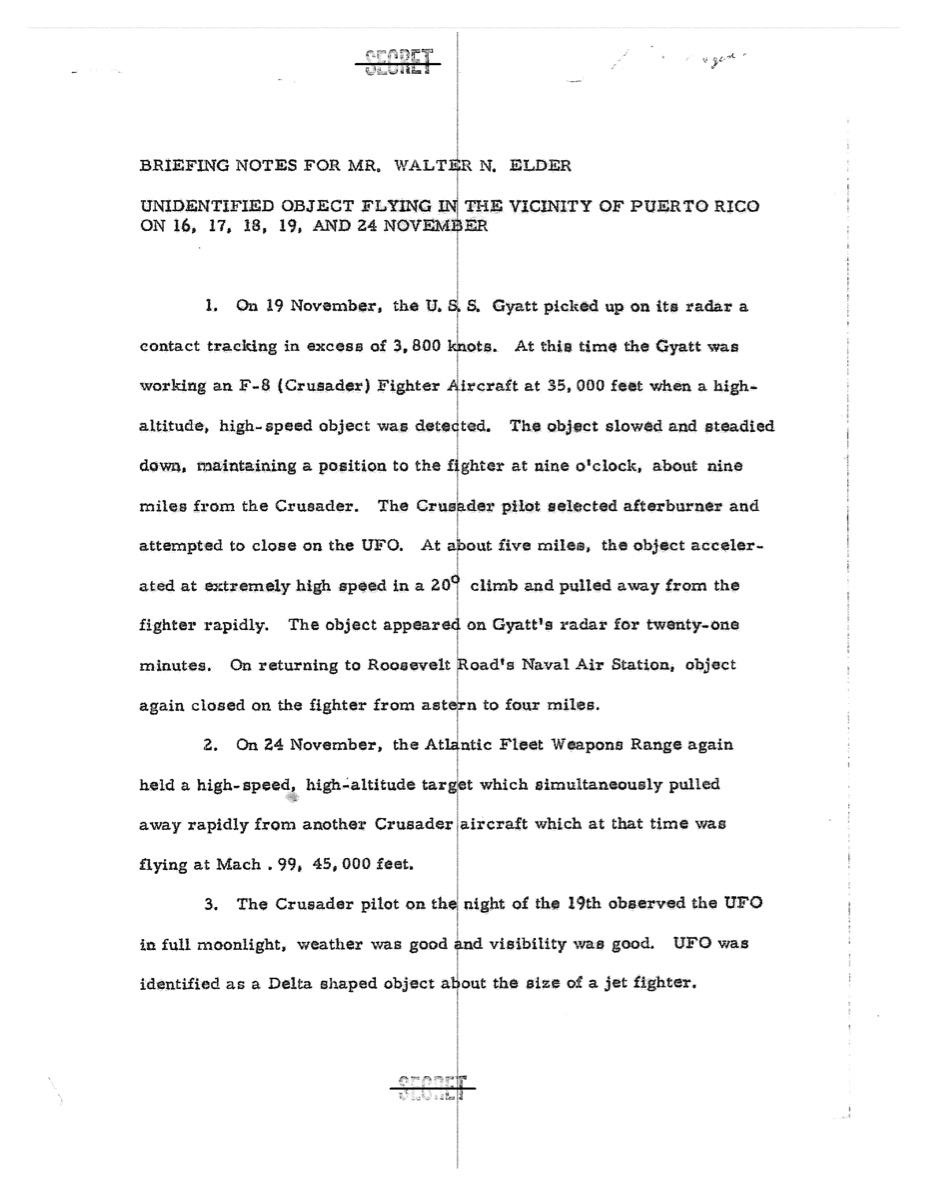 SECRET
BRIEFING NOTES FOR MR. WALTER N. ELDER
UNIDENTIFIED OBJECT FLYING IN THE VICINITY OF PUERTO RICO
ON 16, 17, 18, 19, AND 24 NOVEMBER
1. On 19 November, the U. S. S. Gyatt picked up on its radar a
contact tracking in excess of 3,800 knots. At this time the Gyatt was
working an F-8 (Crusader) Fighter Aircraft at 35,000 feet when a high-
altitude, high-speed object was detected. The object slowed and steadied
down, maintaining a position to the fighter at nine o'clock, about nine
miles from the Crusader. The Crusader pilot selected afterburner and
attempted to close on the UFO. At about five miles, the object acceler-
ated at extremely high speed in a 20° climb and pulled away from the
fighter rapidly. The object appeared on Gyatt's radar for twenty-one
minutes. On returning to Roosevelt Road's Naval Air Station, object
again closed on the fighter from astern to four miles.
2. On 24 November, the Atlantic Fleet Weapons Range again
held a high-speed, high-altitude target which simultaneously pulled
away rapidly from another Crusader aircraft which at that time was
flying at Mach .99, 45,000 feet.
3. The Crusader pilot on the night of the 19th observed the UFO
in full moonlight, weather was good and visibility was good. UFO was
identified as a Delta shaped object about the size of a jet fighter.
SECRET